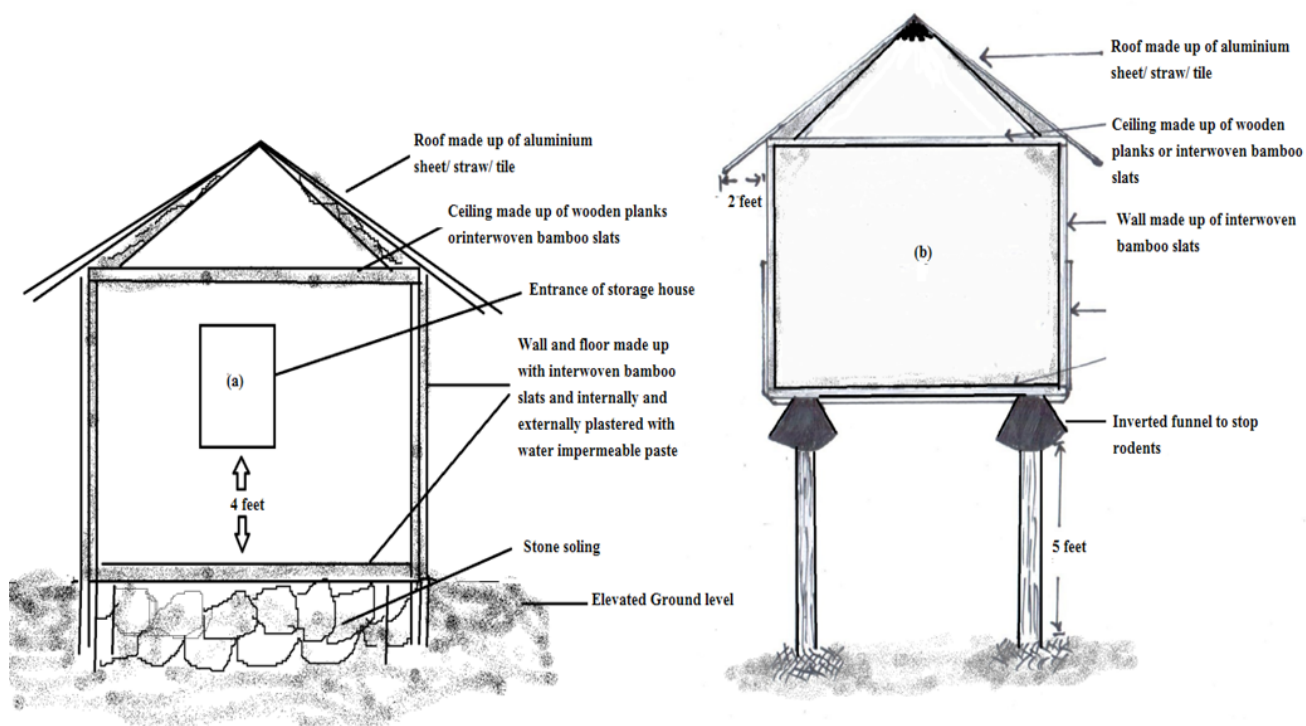 Roof made up of aluminium
sheet/ straw/ tile
Ceiling made up of wooden planks
orinterwoven bamboo slats
Entrance of storage house
(a)
Wall and floor made up
with interwoven bamboo
slats and internally and
externally plastered with
water impermeable paste
4 feet
Stone soling
Elevated Ground level
Roof made up of aluminium
sheet/ straw/ tile
Ceiling made up of wooden
planks or interwoven bamboo
slats
2 feet
Wall made up of interwoven
bamboo slats
(b)
Inverted funnel to stop
rodents
5 feet